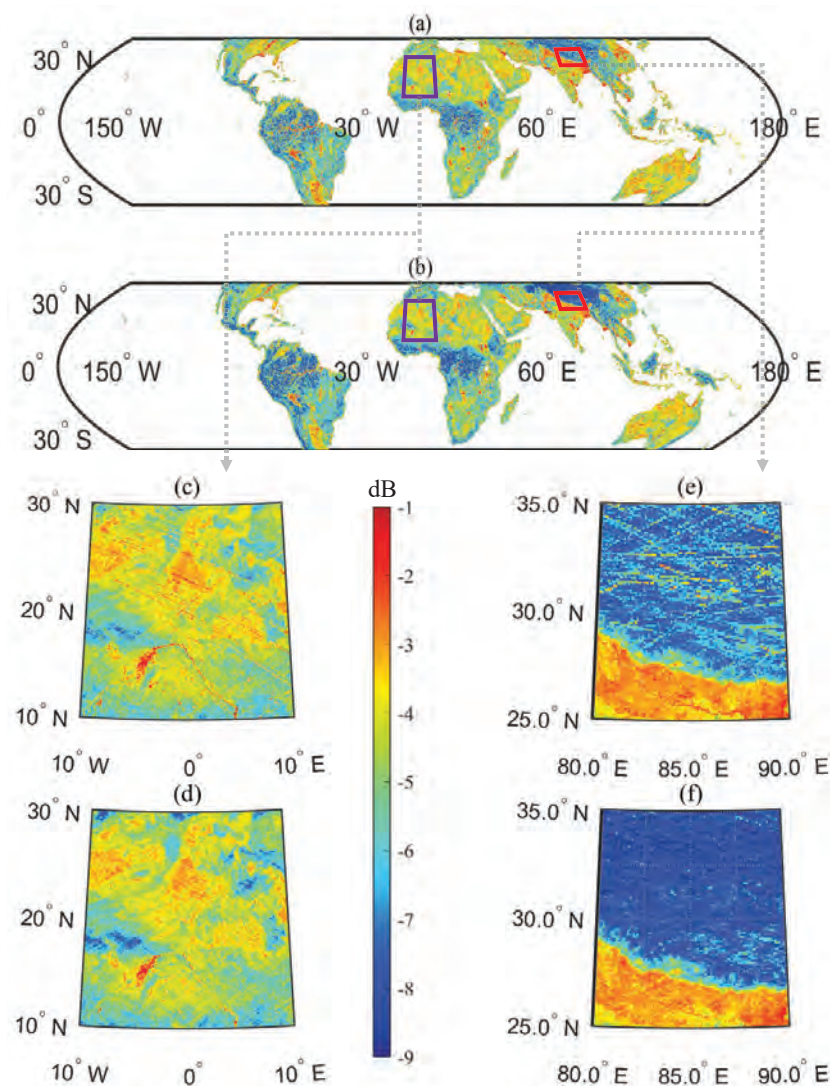 (a)
30° N
0° 150° W 30° W 60° E 180° E
30° S
(b)
30° N
0° 150° W 30° W 60° E 180° E
30° S
(c) dB (e)
30° N
20° N
10° N
10° W 0° 10° E
-1
-2
-3
-4
-5
-6
-7
-8
-9
35.0° N
30.0° N
25.0° N
80.0° E 85.0° E 90.0° E
(d) (f)
30° N
20° N
10° N
10° W 0° 10° E
35.0° N
30.0° N
25.0° N
80.0° E 85.0° E 90.0° E